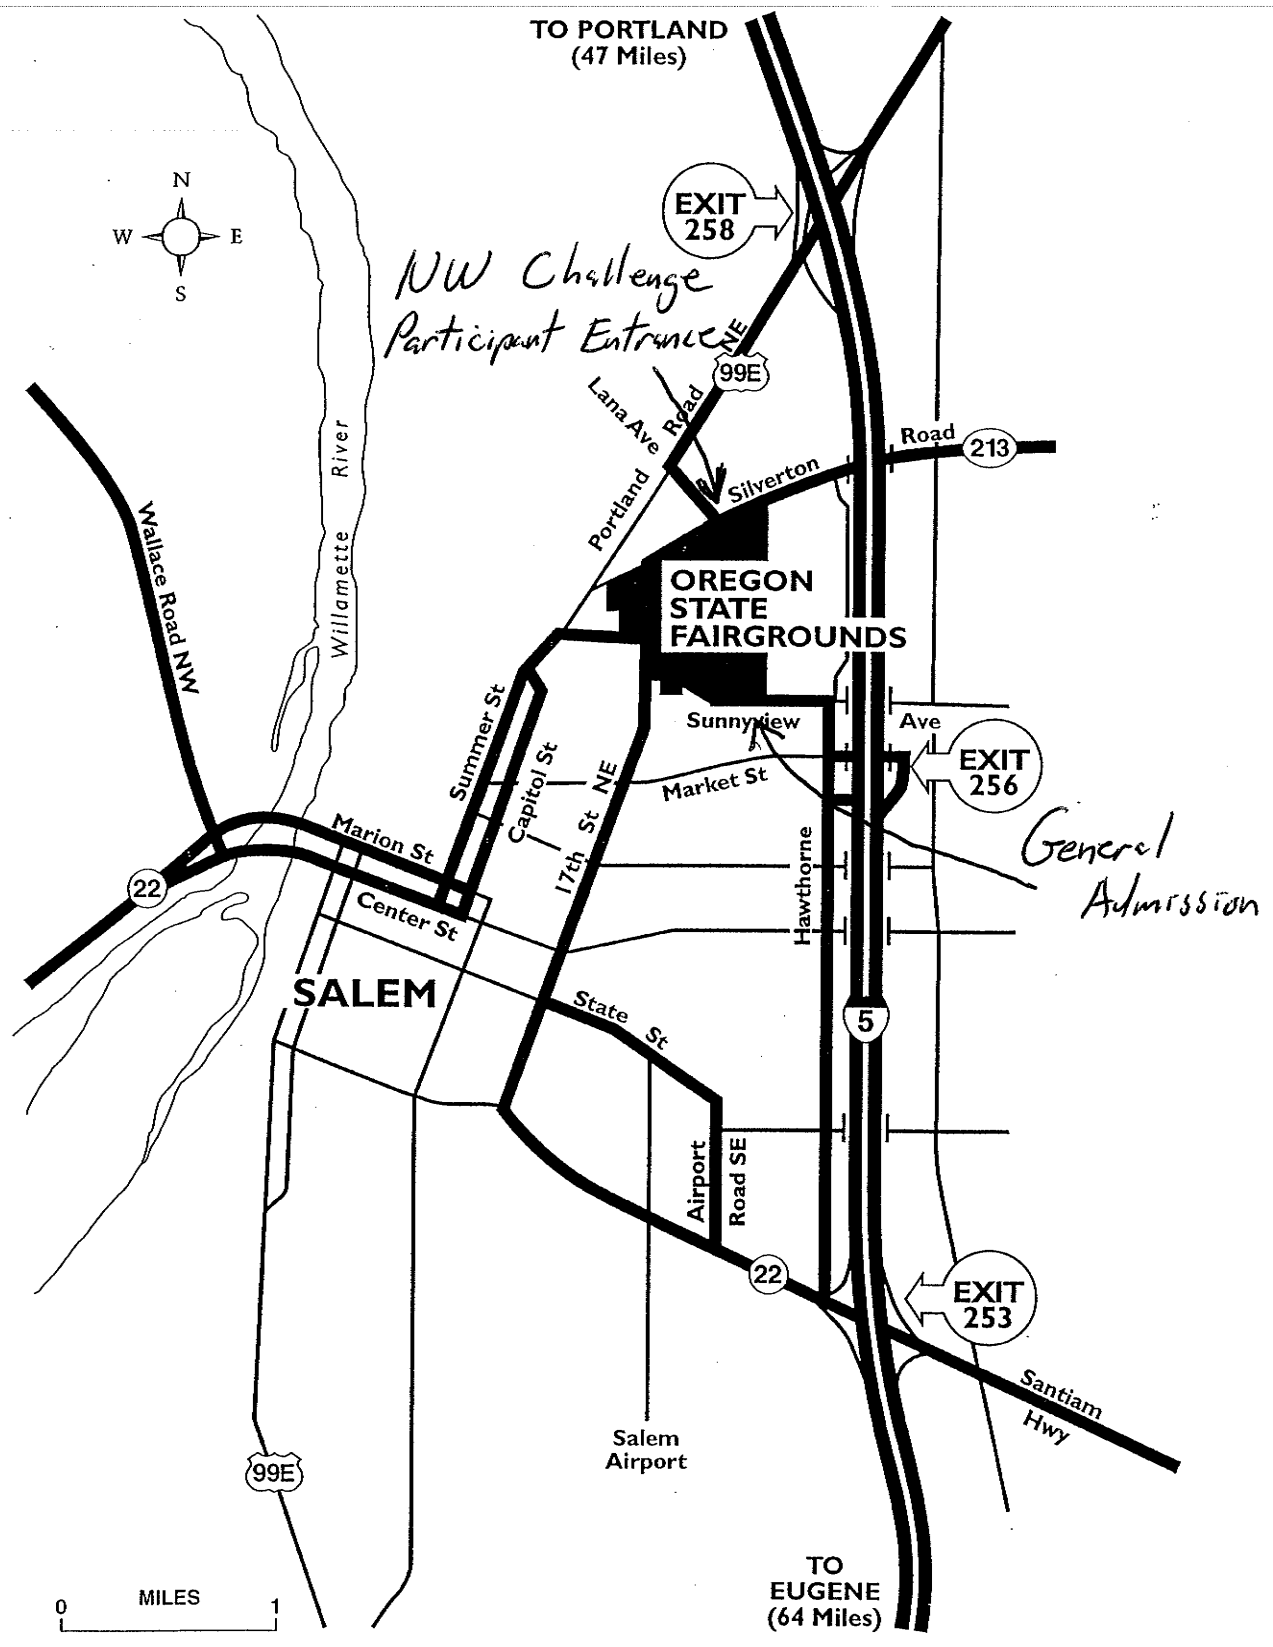 TO PORTLAND
(47 Miles)
N
W
E
S
EXIT
258
NW Challenge
Participant Entrance
NE
99E
Lana Ave
Road
Portland
Silverton
Road
213
Willamette River
Wallace Road NW
OREGON
STATE
FAIRGROUNDS
Sunnyview
Ave
EXIT
256
Market St
Summer St
Capitol St
17th St NE
General
Admission
Marion St
22
Center St
Hawthorne
SALEM
State St
5
Airport
Road SE
22
EXIT
253
Santiam
Hwy
Salem
Airport
99E
TO
EUGENE
(64 Miles)
MILES
0
1